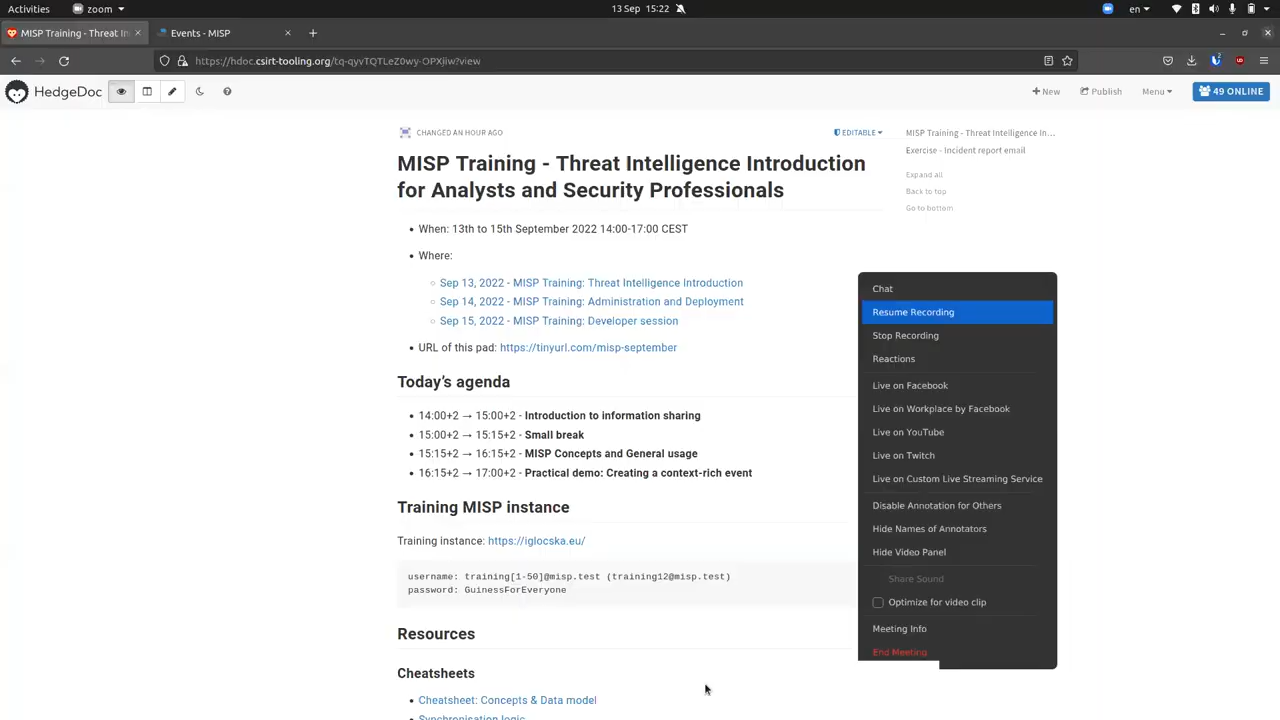 Activities
zoom
13 Sep 15:22
en
MISP Training - Threat In
Events - MISP
https://hdoc.csirt-tooling.org/tq-qyvTQTLeZ0wy-OPXjiw?view
HedgeDoc
New
Publish
Menu
49 ONLINE
CHANGED AN HOUR AGO
EDITABLE
MISP Training - Threat Intelligence Introduction
for Analysts and Security Professionals
When: 13th to 15th September 2022 14:00-17:00 CEST
Where:
Sep 13, 2022 - MISP Training: Threat Intelligence Introduction
Sep 14, 2022 - MISP Training: Administration and Deployment
Sep 15, 2022 - MISP Training: Developer session
URL of this pad: https://tinyurl.com/misp-september
Today's agenda
14:00+2 → 15:00+2 - Introduction to information sharing
15:00+2 → 15:15+2 - Small break
15:15+2 → 16:15+2 - MISP Concepts and General usage
16:15+2 → 17:00+2 - Practical demo: Creating a context-rich event
Training MISP instance
Training instance: https://iglocska.eu/
username: training[1-50]@misp.test (training12@misp.test)
password: GuinessForEveryone
Resources
Cheatsheets
Cheatsheet: Concepts & Data model
Synchronisation logic
MISP Training - Threat Intelligence In...
Exercise - Incident report email
Expand all
Back to top
Go to bottom
Chat
Resume Recording
Stop Recording
Reactions
Live on Facebook
Live on Workplace by Facebook
Live on YouTube
Live on Twitch
Live on Custom Live Streaming Service
Disable Annotation for Others
Hide Names of Annotators
Hide Video Panel
Share Sound
Optimize for video clip
Meeting Info
End Meeting